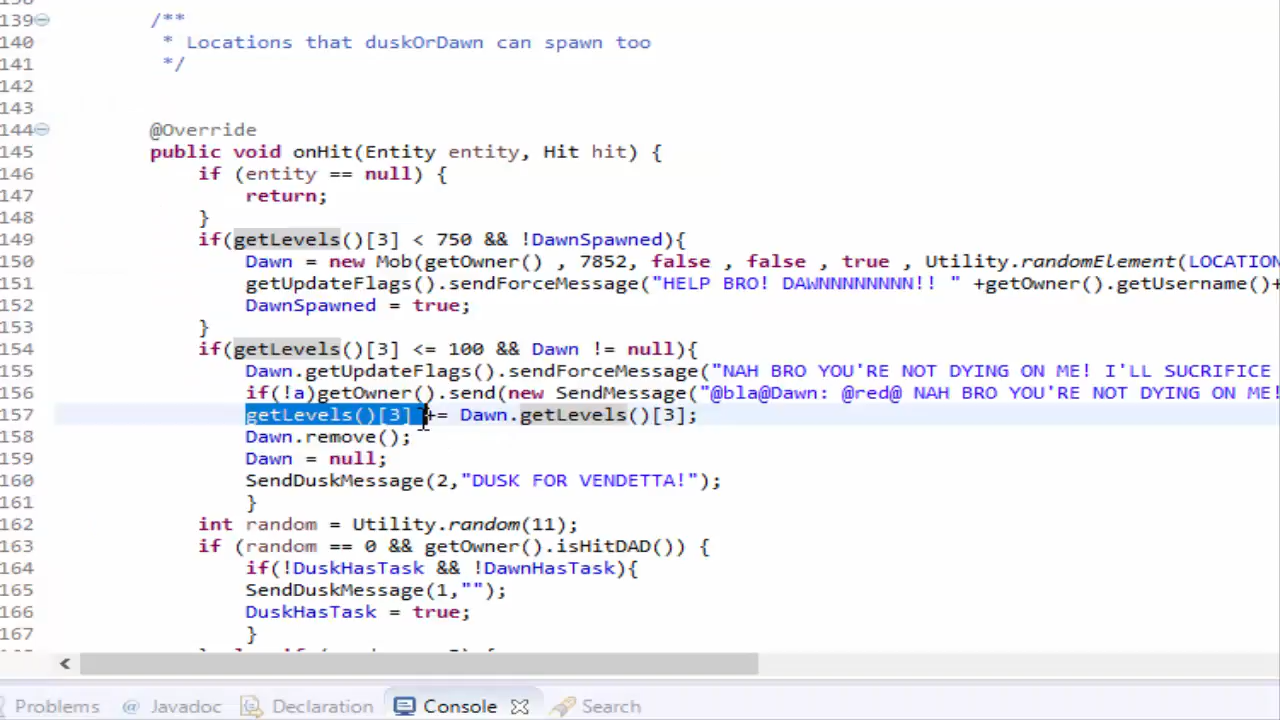 139 /**
140 * Locations that duskOrDawn can spawn too
141 */
142
143
144 @Override
145 public void onHit(Entity entity, Hit hit) {
146 if (entity == null) {
147 return;
148 }
149 if(getLevels()[3] < 750 && !DawnSpawned){
150 Dawn = new Mob(getOwner() , 7852, false , false , true , Utility.randomElement(LOCATION
151 getUpdateFlags().sendForceMessage("HELP BRO! DAWNNNNNNNNN!! " +getOwner().getUsername()+
152 DawnSpawned = true;
153 }
154 if(getLevels()[3] <= 100 && Dawn != null){
155 Dawn.getUpdateFlags().sendForceMessage("NAH BRO YOU'RE NOT DYING ON ME! I'LL SUCRIFICE
156 if(!a)getOwner().send(new SendMessage("@bla@Dawn: @red@ NAH BRO YOU'RE NOT DYING ON ME!
157 getLevels()[3] += Dawn.getLevels()[3];
158 Dawn.remove();
159 Dawn = null;
160 SendDuskMessage(2,"DUSK FOR VENDETTA!");
161 }
162 int random = Utility.random(11);
163 if (random == 0 && getOwner().isHitDAD()) {
164 if(!DuskHasTask && !DawnHasTask){
165 SendDuskMessage(1,"");
166 DuskHasTask = true;
167 }
Problems @ Javadoc Declaration Console Search